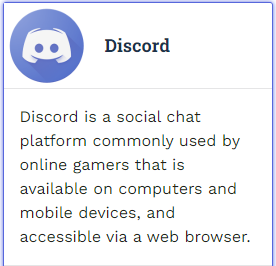 Discord
Discord is a social chat
platform commonly used by
online gamers that is
available on computers and
mobile devices, and
accessible via a web browser.